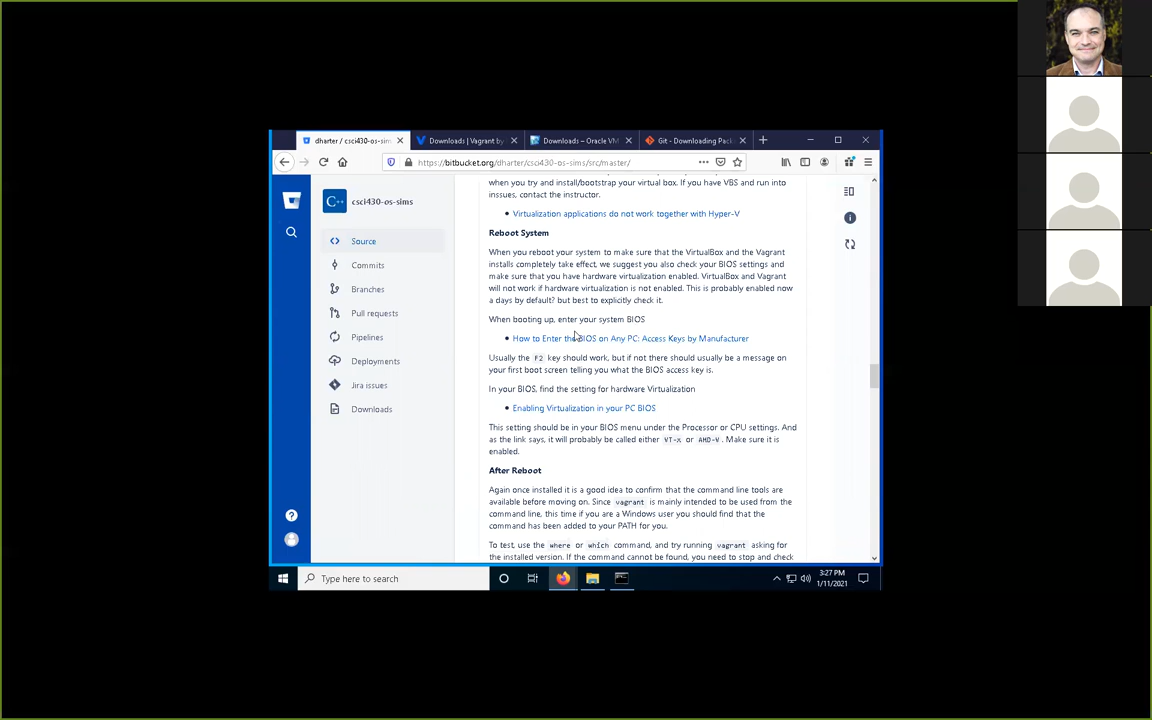 dharter / csci430-os-sims
Downloads | Vagrant by
Downloads – Oracle VM
Git - Downloading Pack
https://bitbucket.org/dharter/csci430-os-sims/src/master/
C++
csci430-os-sims
Source
Commits
Branches
Pull requests
Pipelines
Deployments
Jira issues
Downloads
when you try and install/bootstrap your virtual box. If you have VBS and run into
inssues, contact the instructor.
• Virtualization applications do not work together with Hyper-V
Reboot System
When you reboot your system to make sure that the VirtualBox and the Vagrant
installs completely take effect, we suggest you also check your BIOS settings and
make sure that you have hardware virtualization enabled. VirtualBox and Vagrant
will not work if hardware virtualization is not enabled. This is probably enabled now
a days by default? but best to explicitly check it.
When booting up, enter your system BIOS
• How to Enter the BIOS on Any PC: Access Keys by Manufacturer
Usually the F2 key should work, but if not there should usually be a message on
your first boot screen telling you what the BIOS access key is.
In your BIOS, find the setting for hardware Virtualization
• Enabling Virtualization in your PC BIOS
This setting should be in your BIOS menu under the Processor or CPU settings. And
as the link says, it will probably be called either VT-x or AMD-V. Make sure it is
enabled.
After Reboot
Again once installed it is a good idea to confirm that the command line tools are
available before moving on. Since vagrant is mainly intended to be used from the
command line, this time if you are a Windows user you should find that the
command has been added to your PATH for you.
To test, use the where or which command, and try running vagrant asking for
the installed version. If the command cannot be found, you need to stop and check
Type here to search
3:27 PM
1/11/2021